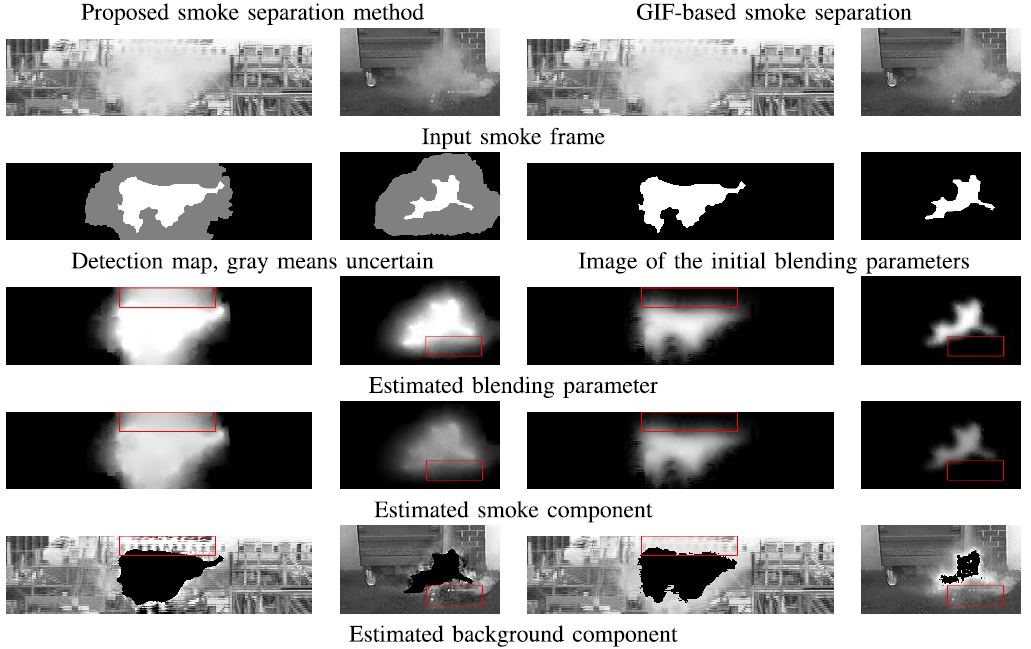 Proposed smoke separation method
GIF-based smoke separation
Input smoke frame
Detection map, gray means uncertain
Image of the initial blending parameters
Estimated blending parameter
Estimated smoke component
Estimated background component